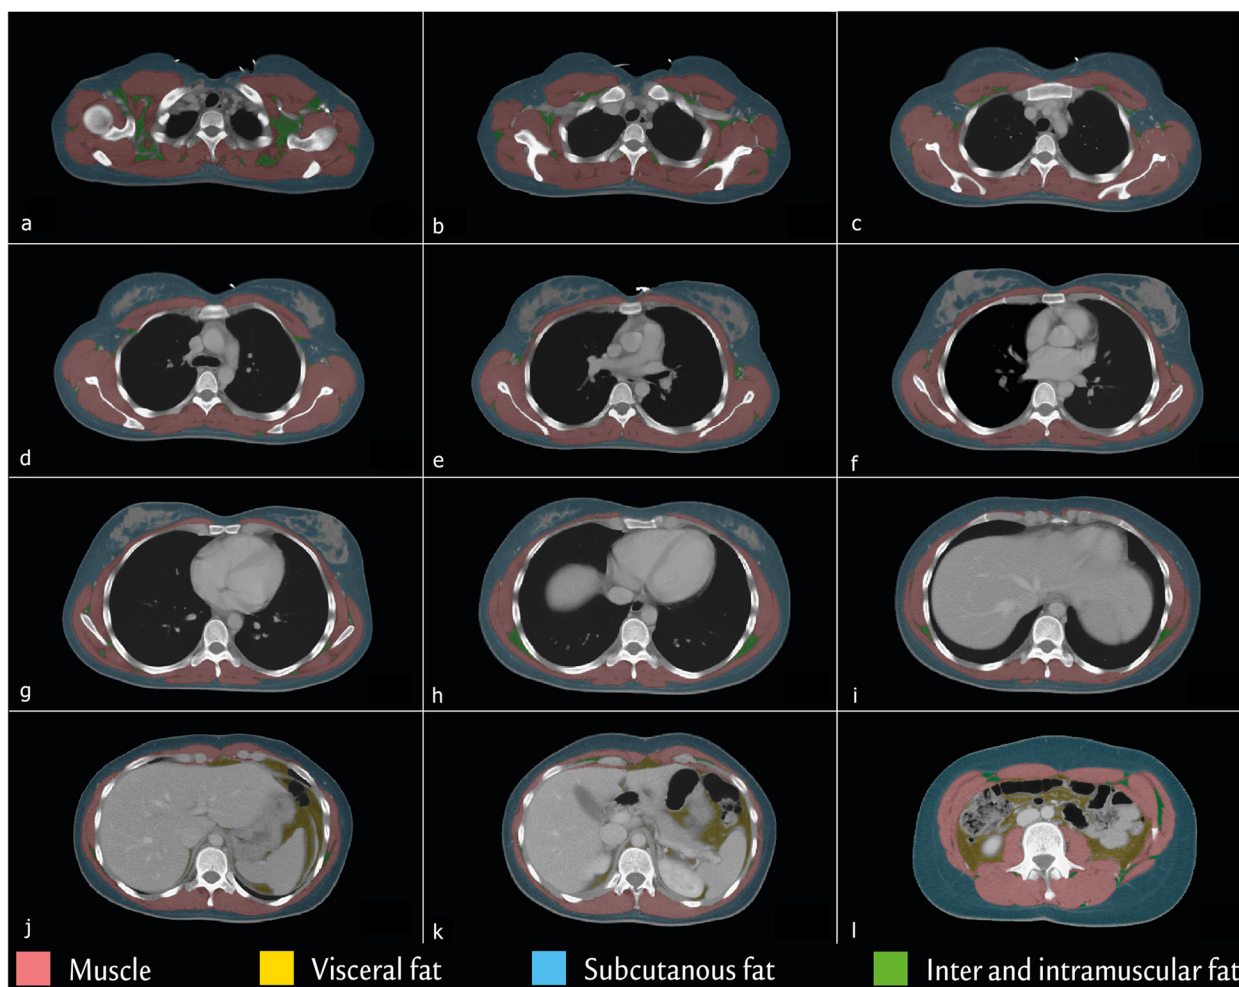 a
b
c
d
e
f
g
h
i
j
k
l
Muscle
Visceral fat
Subcutanous fat
Inter and intramuscular fat